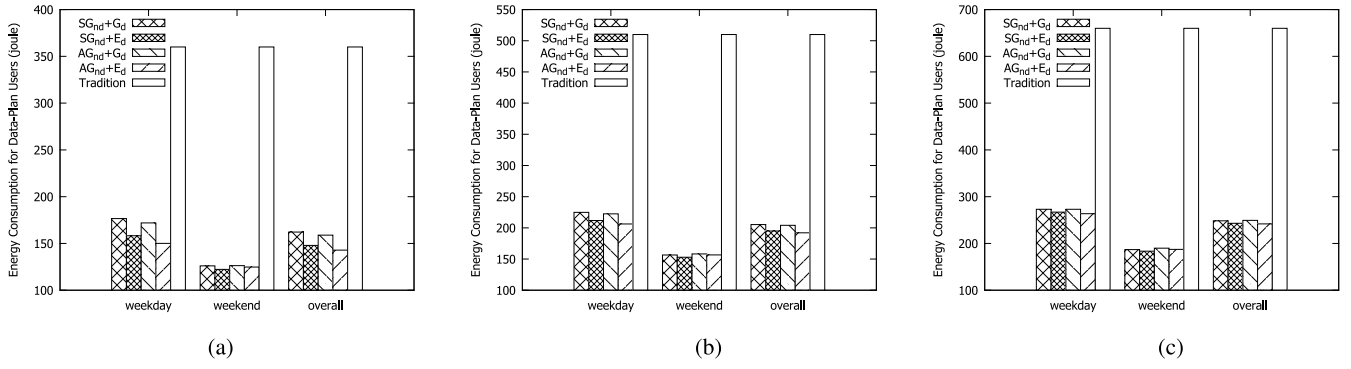 Energy Consumption for Data-Plan Users (joule)
400
350
300
250
200
150
100
SGnd+Gd
SGnd+Ed
AGnd+Gd
AGnd+Ed
Tradition
weekday weekend overall
(a)
Energy Consumption for Data-Plan Users (joule)
550
500
450
400
350
300
250
200
150
100
SGnd+Gd
SGnd+Ed
AGnd+Gd
AGnd+Ed
Tradition
weekday weekend overall
(b)
Energy Consumption for Data-Plan Users (joule)
700
600
500
400
300
200
100
SGnd+Gd
SGnd+Ed
AGnd+Gd
AGnd+Ed
Tradition
weekday weekend overall
(c)